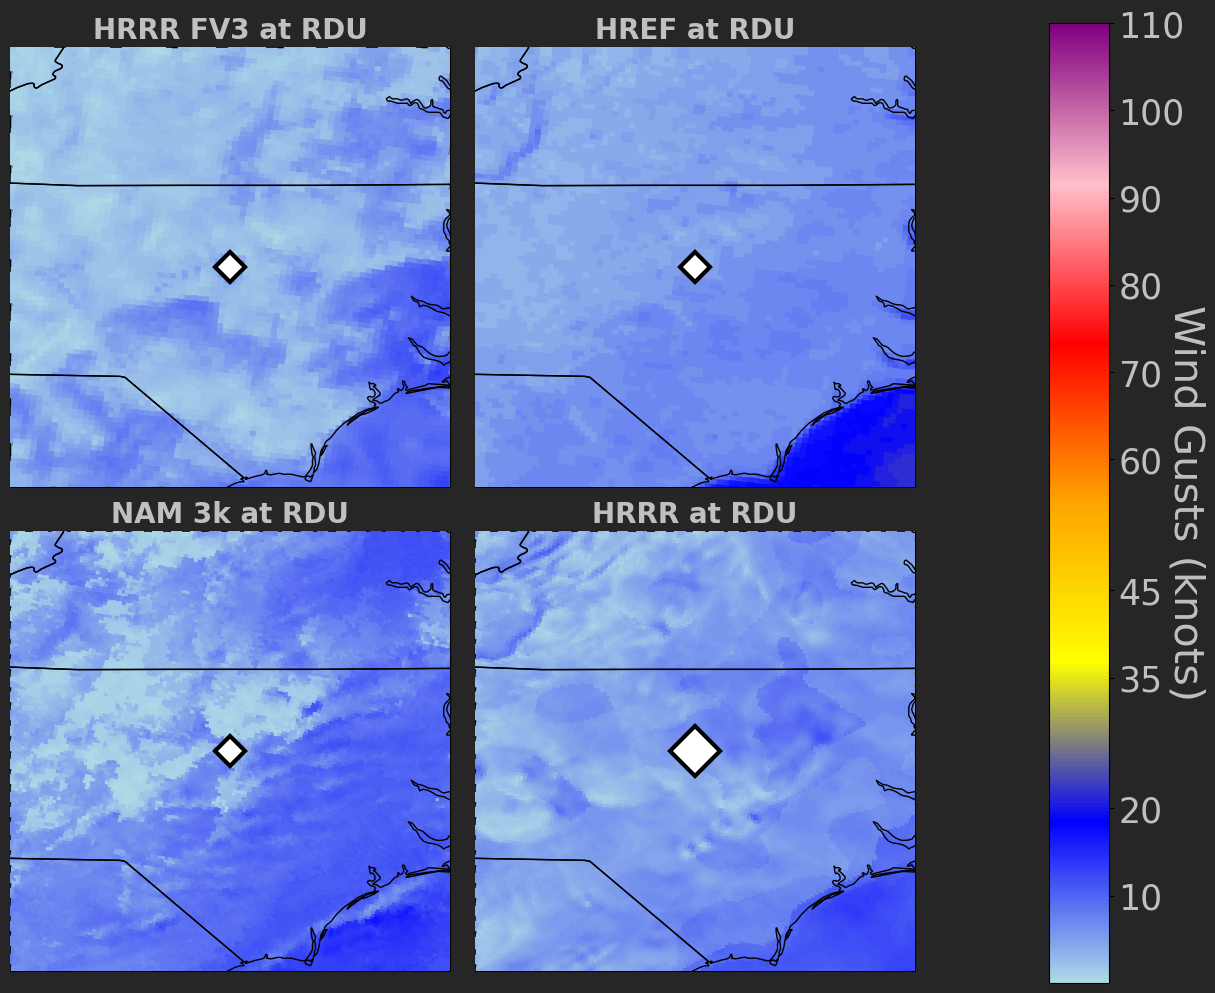 HRRR FV3 at RDU
HREF at RDU
NAM 3k at RDU
HRRR at RDU
110
100
90
80
70
60
45
35
20
10
Wind Gusts (knots)